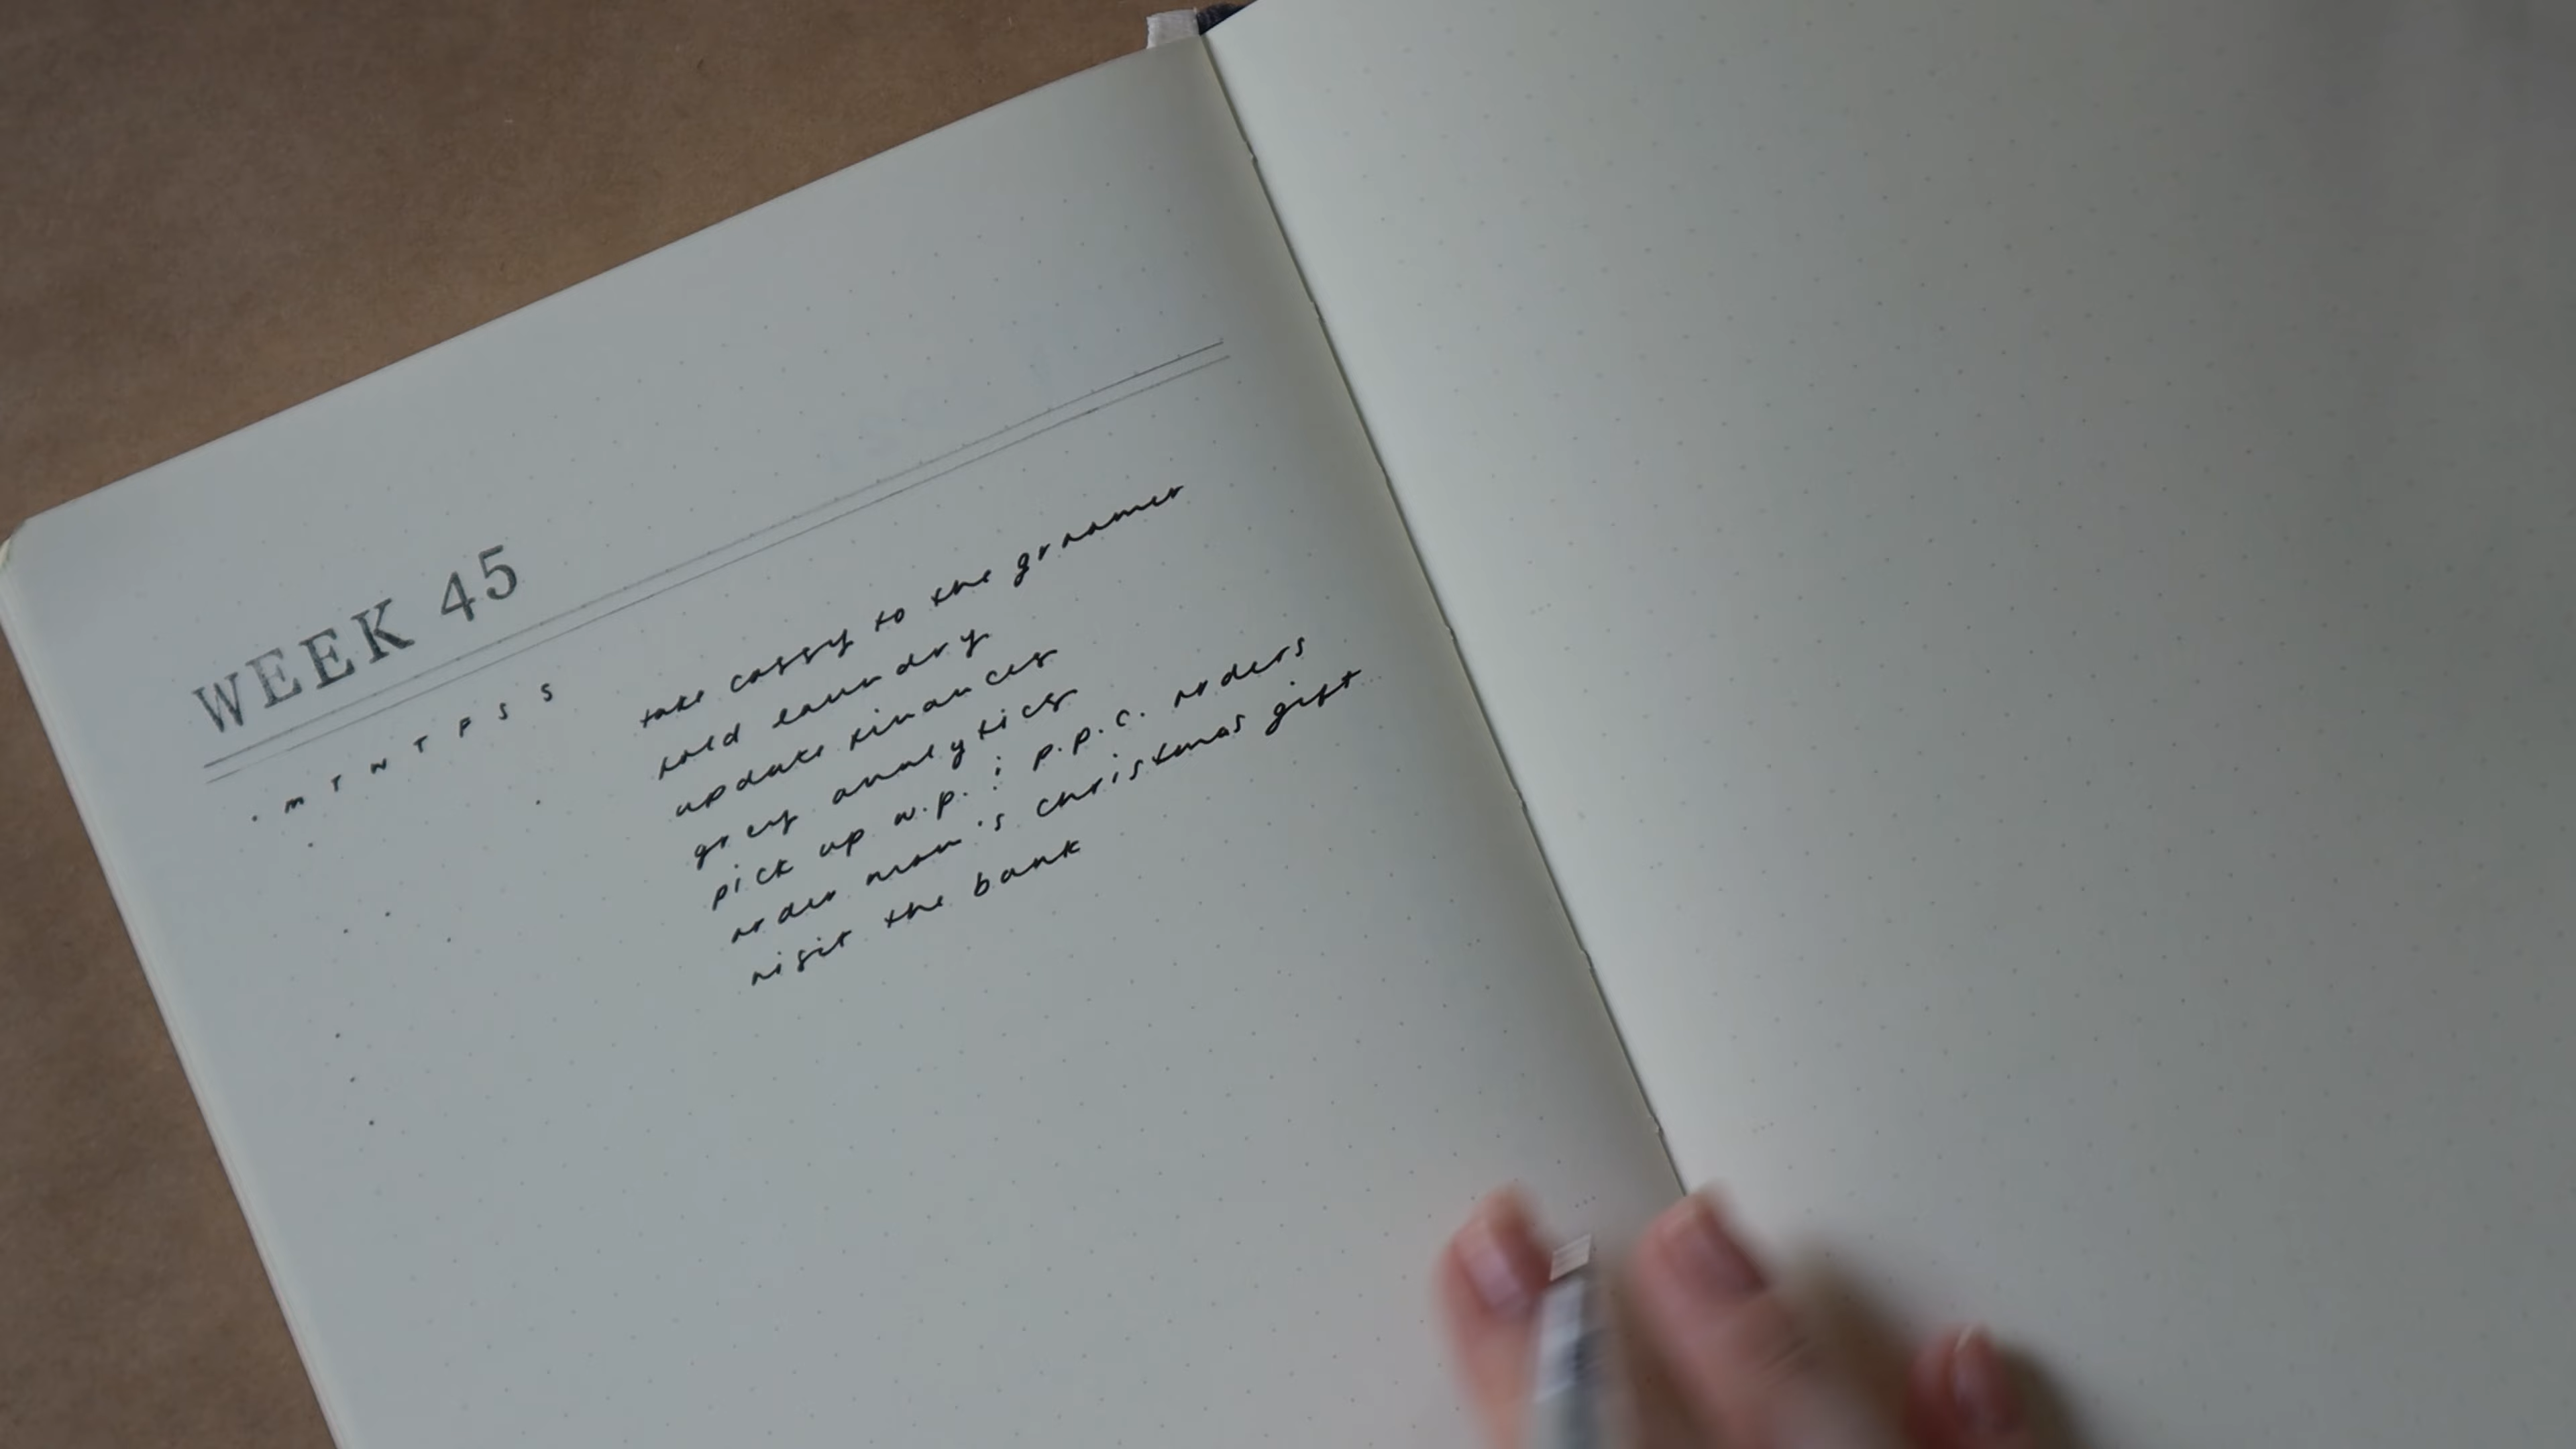 WEEK 45
. M T W T F S S
take cassy to the groomer
fold laundry
update finances
grey analytics
pick up w.p. & p.p.c. orders
order mom's christmas gift
visit the bank